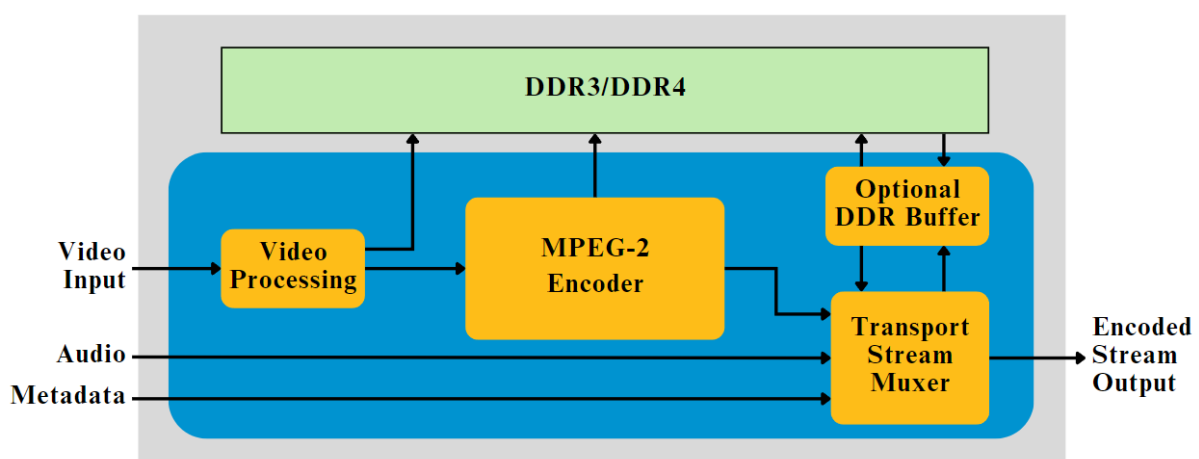 DDR3/DDR4
Optional
DDR Buffer
Video
Input
Video
Processing
MPEG-2
Encoder
Transport
Stream
Muxer
Audio
Metadata
Encoded
Stream
Output